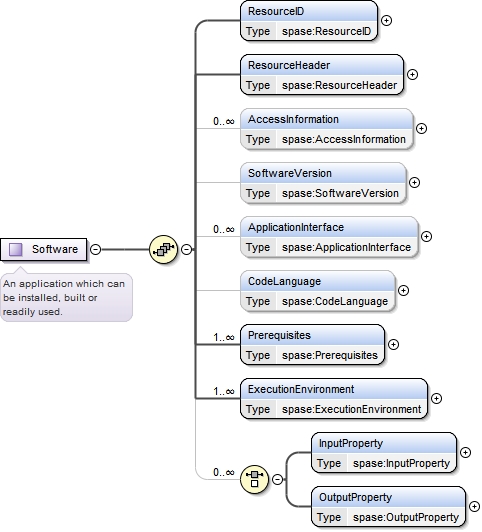 ResourceID
Type spase:ResourceID
ResourceHeader
Type spase:ResourceHeader
0..∞
AccessInformation
Type spase:AccessInformation
SoftwareVersion
Type spase:SoftwareVersion
0..∞
ApplicationInterface
Type spase:ApplicationInterface
Software
An application which can
be installed, built or
readily used.
CodeLanguage
Type spase:CodeLanguage
1..∞
Prerequisites
Type spase:Prerequisites
1..∞
ExecutionEnvironment
Type spase:ExecutionEnvironment
0..∞
InputProperty
Type spase:InputProperty
OutputProperty
Type spase:OutputProperty